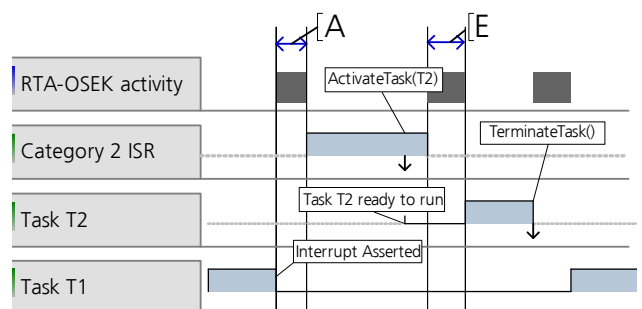 [A
[E
RTA-OSEK activity
ActivateTask(T2)
Category 2 ISR
TerminateTask()
Task T2 ready to run
Task T2
Interrupt Asserted
Task T1